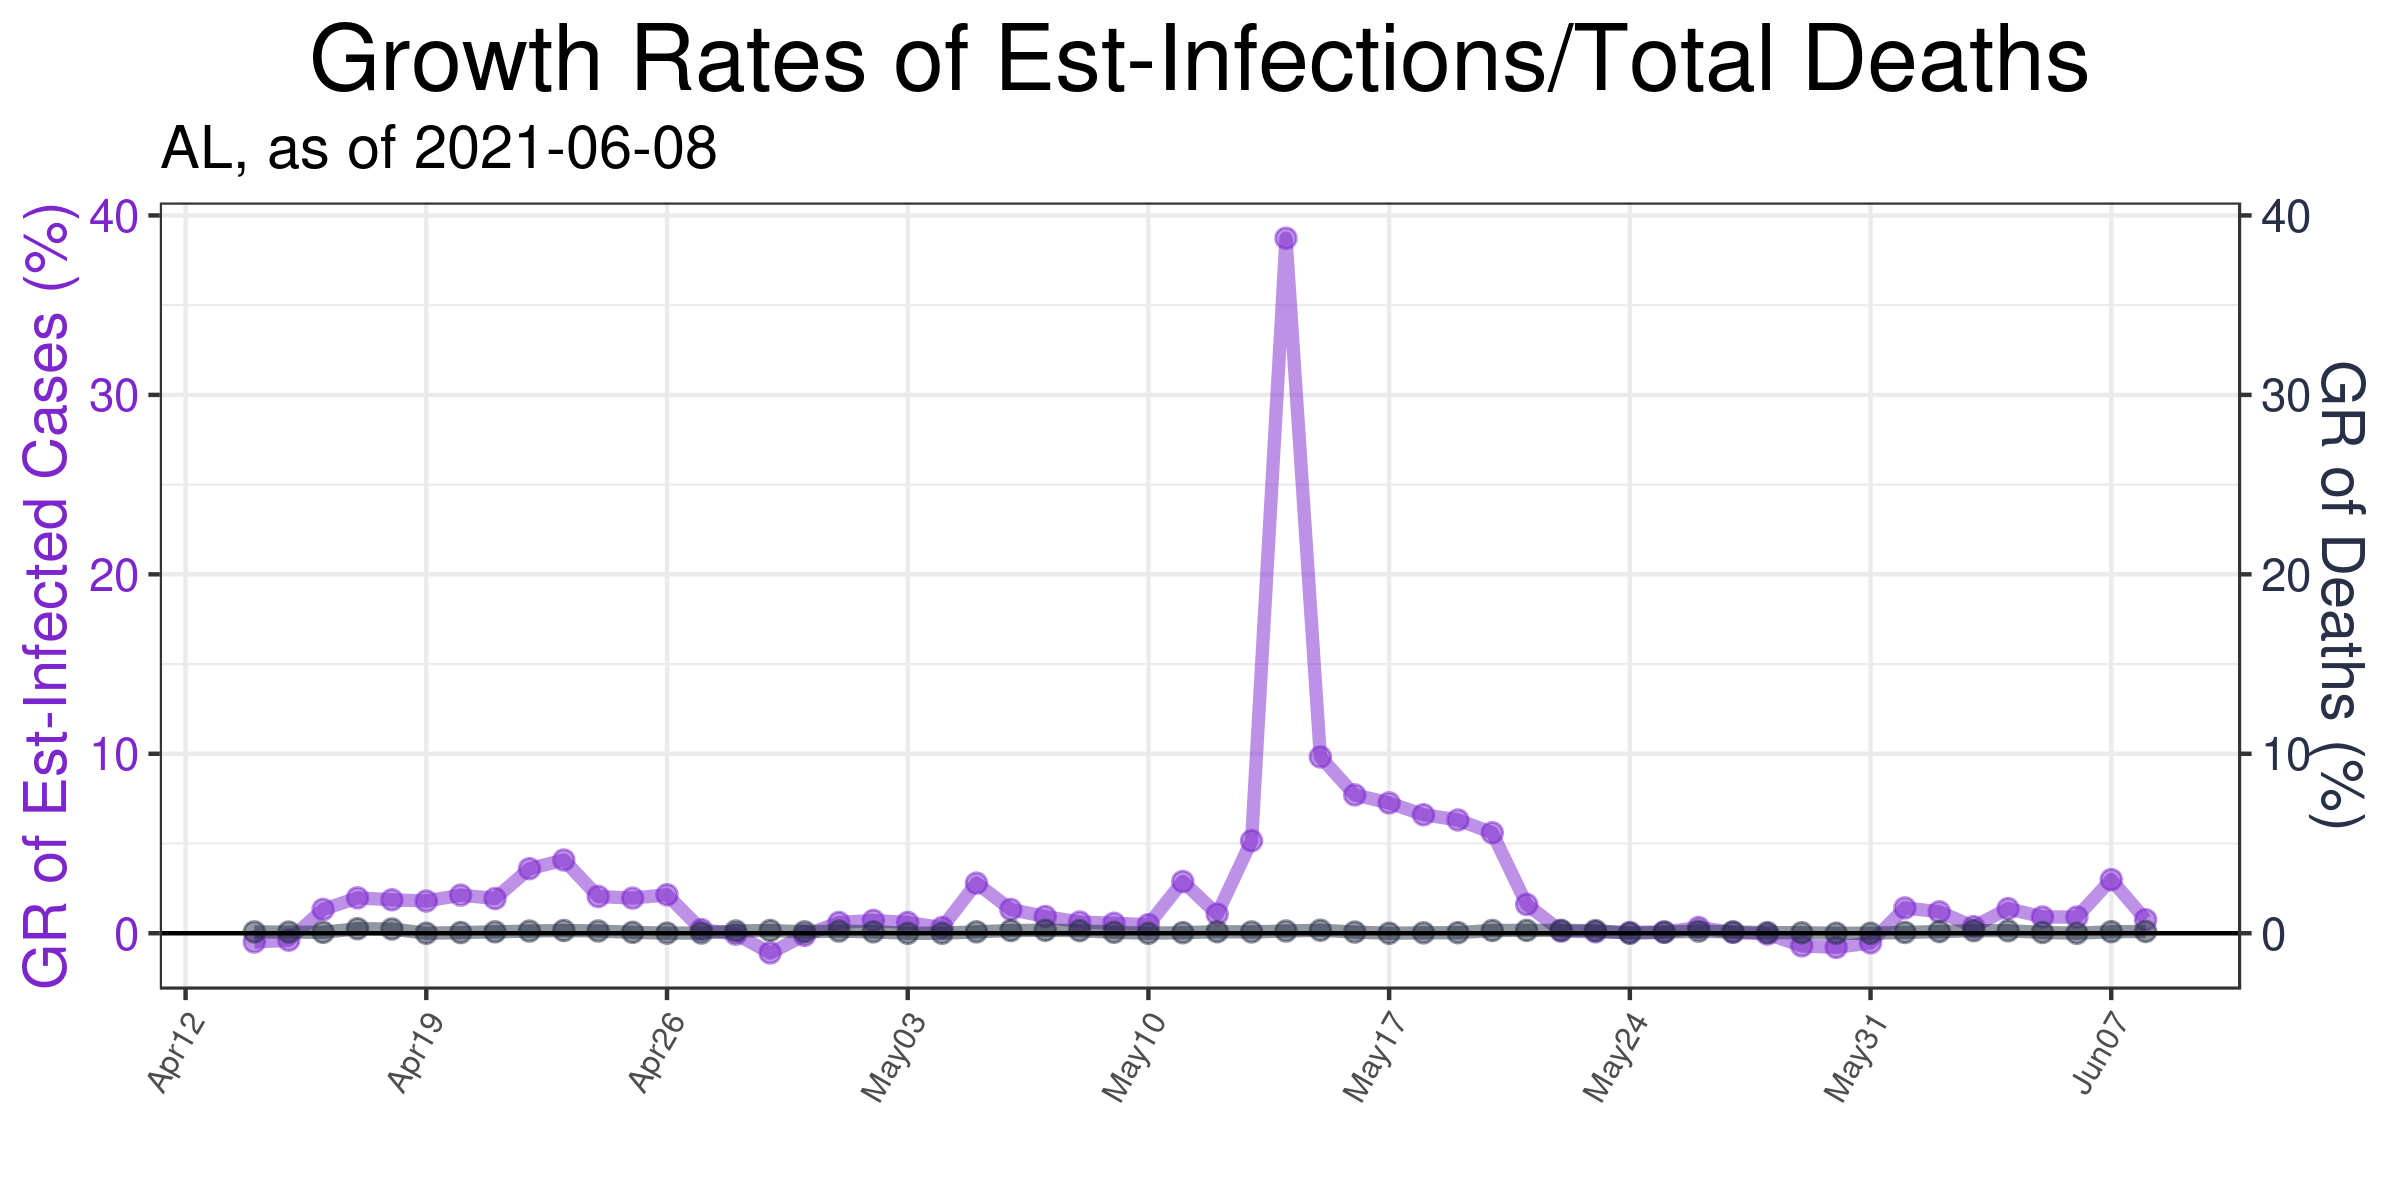 Growth Rates of Est-Infections/Total Deaths
AL, as of 2021-06-08
GR of Est-Infected Cases (%)
40
30
20
10
0
40
30
20
10
0
GR of Deaths (%)
Apr12
Apr19
Apr26
May03
May10
May17
May24
May31
Jun07